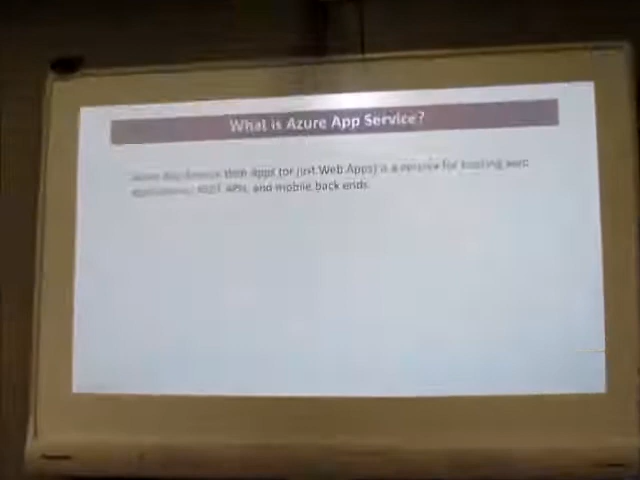 What is Azure App Service?
Azure App Service Web Apps (or just Web Apps) is a service for hosting web
applications, REST APIs, and mobile back ends.